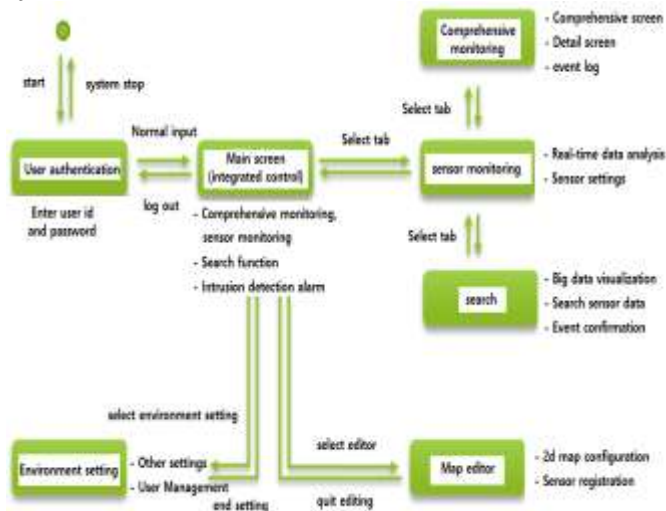 Comprehensive
monitoring
- Comprehensive screen
- Detail screen
- event log
start
system stop
Select tab
Normal input
User authentication
Main screen
(integrated control)
Select tab
sensor monitoring
- Real-time data analysis
- Sensor settings
log out
Enter user id
and password
- Comprehensive monitoring,
sensor monitoring
- Search function
- Intrusion detection alarm
Select tab
search
- Big data visualization
- Search sensor data
- Event confirmation
select environment setting
select editor
Environment setting
- Other settings
- User Management
end setting
quit editing
Map editor
- 2d map configuration
- Sensor registration